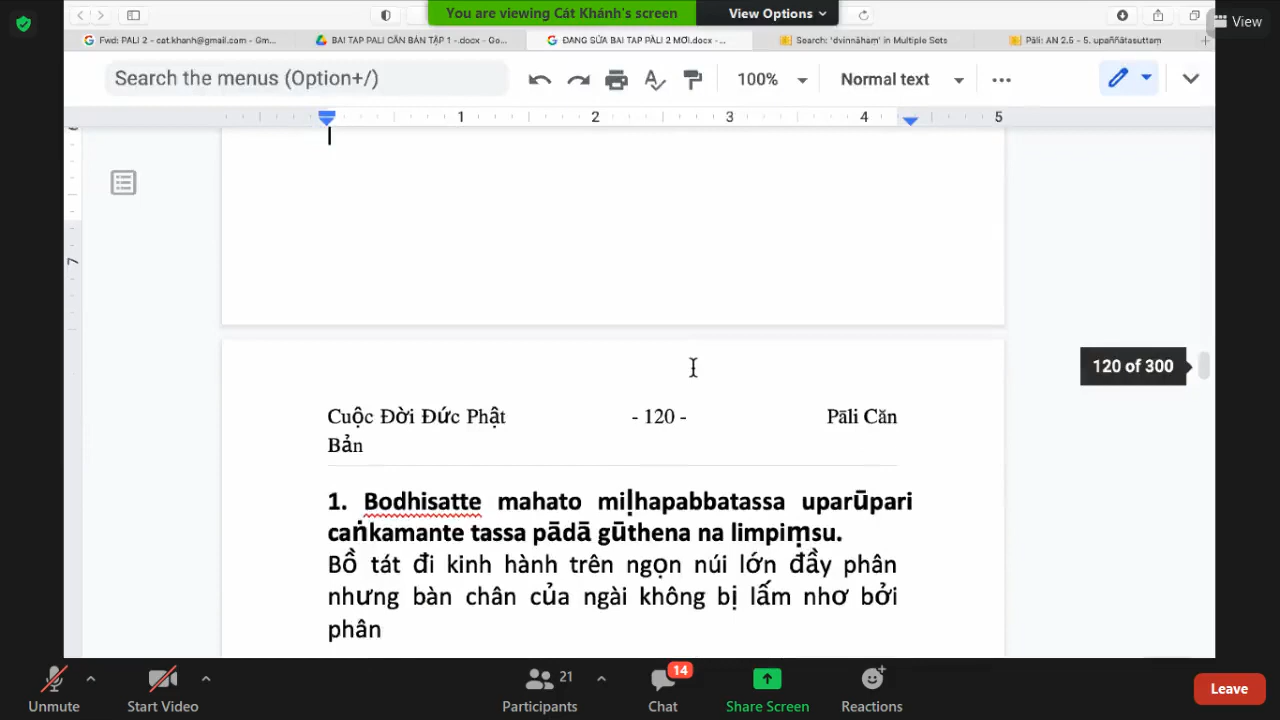 You are viewing Cát Khánh's screen
View Options
View
Fwd: PALI 2 - cat.khanh@gmail.com - Gm...
BAI TAP PALI CĂN BẢN TẬP 1 -.docx - Go...
ĐANG SỬA BAI TAP PĀLI 2 MỚI.docx -...
Search: 'dvinnāhaṃ' in Multiple Sets
Pāli: AN 2.5 – 5. upaññātasuttaṃ
Search the menus (Option+/)
100%
Normal text
1 2 3 4 5
7
120 of 300
Cuộc Đời Đức Phật - 120 - Pāli Căn
Bản
1. Bodhisatte mahato miḷhapabbatassa uparūpari
caṅkamante tassa pādā gūthena na limpiṃsu.
Bồ tát đi kinh hành trên ngọn núi lớn đầy phân
nhưng bàn chân của ngài không bị lấm nhơ bởi
phân
21
14
Unmute
Start Video
Participants
Chat
Share Screen
Reactions
Leave